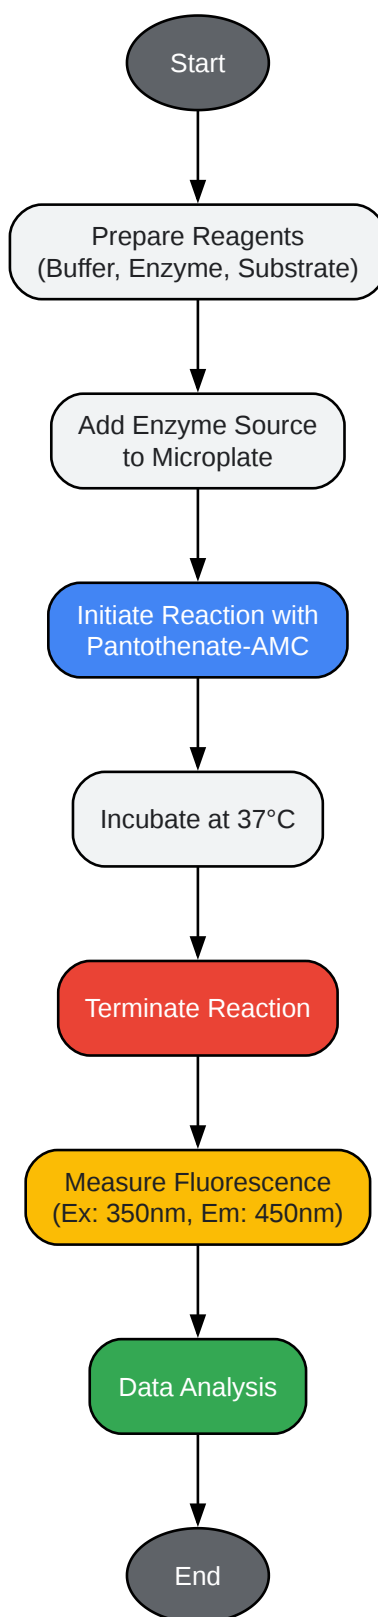 Start
Prepare Reagents
(Buffer, Enzyme, Substrate)
Add Enzyme Source
to Microplate
Initiate Reaction with
Pantothenate-AMC
Incubate at 37°C
Terminate Reaction
Measure Fluorescence
(Ex: 350nm, Em: 450nm)
Data Analysis
End